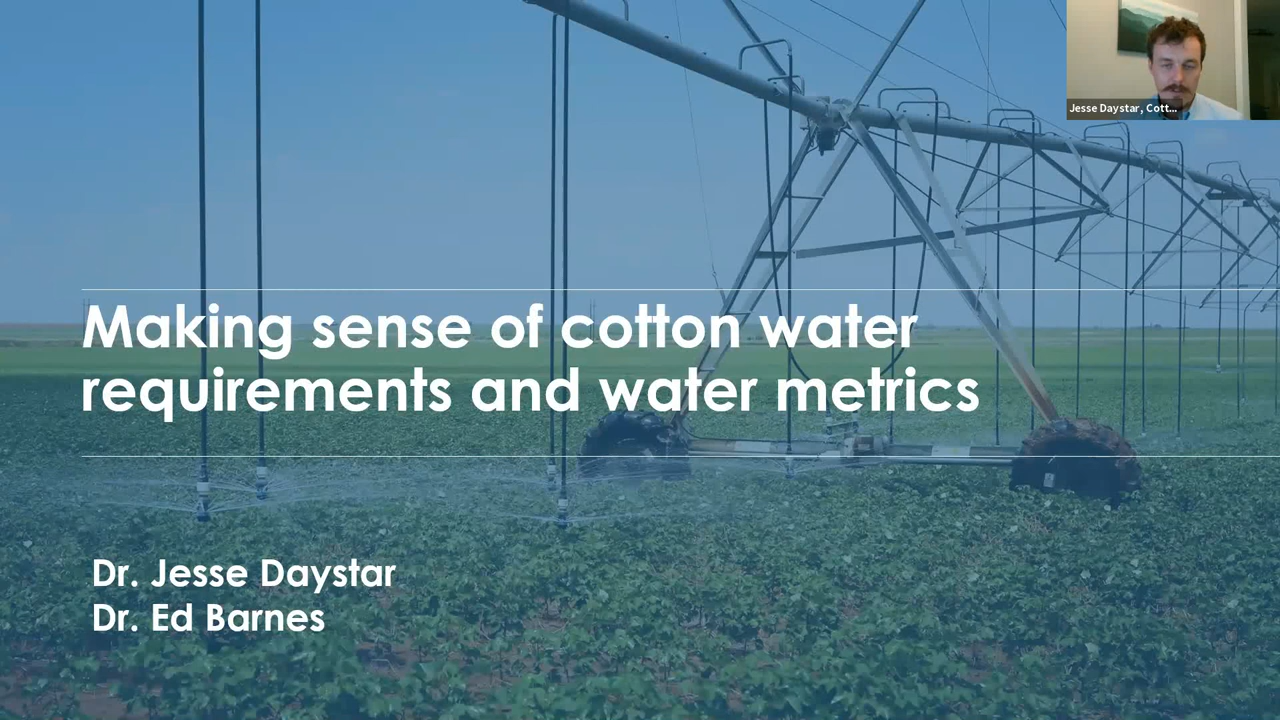 Jesse Daystar, Cott...
Making sense of cotton water
requirements and water metrics
Dr. Jesse Daystar
Dr. Ed Barnes